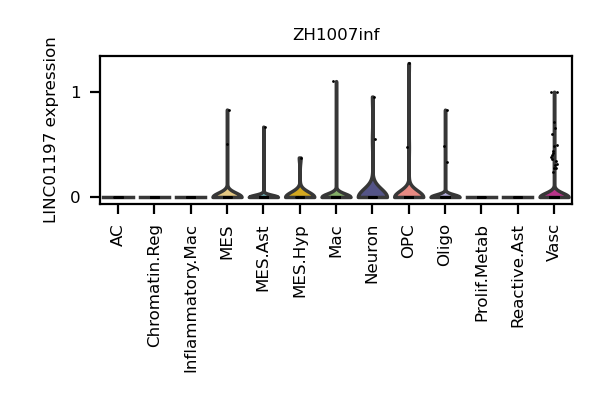 ZH1007inf
LINC01197 expression
1
0
AC
Chromatin.Reg
Inflammatory.Mac
MES
MES.Ast
MES.Hyp
Mac
Neuron
OPC
Oligo
Prolif.Metab
Reactive.Ast
Vasc